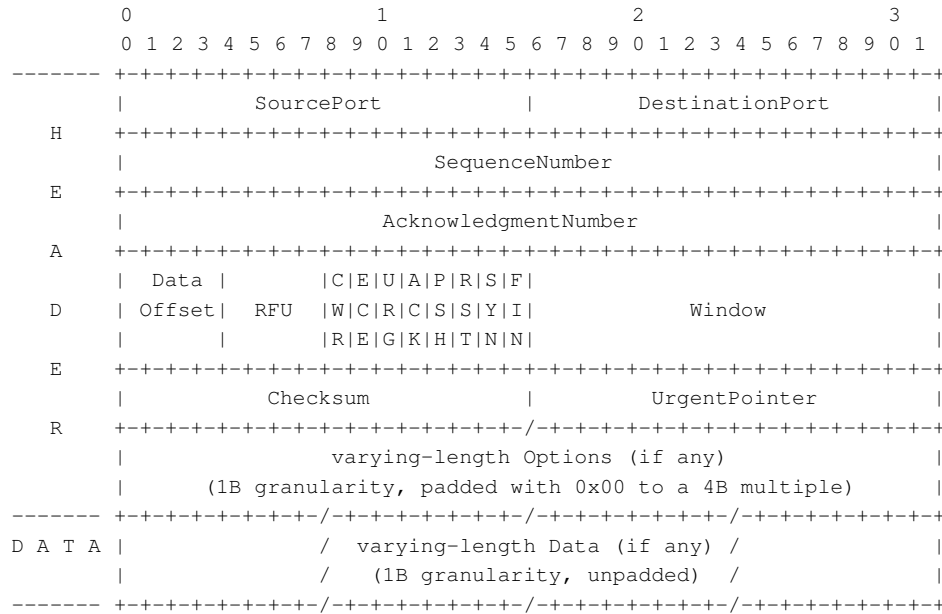 0                   1                   2                   3
            0 1 2 3 4 5 6 7 8 9 0 1 2 3 4 5 6 7 8 9 0 1 2 3 4 5 6 7 8 9 0 1
------- +-+-+-+-+-+-+-+-+-+-+-+-+-+-+-+-+-+-+-+-+-+-+-+-+-+-+-+-+-+-+-+-+
        |          SourcePort           |        DestinationPort        |
   H    +-+-+-+-+-+-+-+-+-+-+-+-+-+-+-+-+-+-+-+-+-+-+-+-+-+-+-+-+-+-+-+-+
        |                        SequenceNumber                         |
   E    +-+-+-+-+-+-+-+-+-+-+-+-+-+-+-+-+-+-+-+-+-+-+-+-+-+-+-+-+-+-+-+-+
        |                    AcknowledgmentNumber                       |
   A    +-+-+-+-+-+-+-+-+-+-+-+-+-+-+-+-+-+-+-+-+-+-+-+-+-+-+-+-+-+-+-+-+
        |  Data |       |C|E|U|A|P|R|S|F|                               |
   D    | Offset|  RFU  |W|C|R|C|S|S|Y|I|            Window             |
        |       |       |R|E|G|K|H|T|N|N|                               |
   E    +-+-+-+-+-+-+-+-+-+-+-+-+-+-+-+-+-+-+-+-+-+-+-+-+-+-+-+-+-+-+-+-+
        |           Checksum            |         UrgentPointer         |
   R    +-+-+-+-+-+-+-+-+-+-+-+-+-+-+-+-/-+-+-+-+-+-+-+-+-+-+-+-+-+-+-+-+
        |                varying-length Options (if any)                |
        |      (1B granularity, padded with 0x00 to a 4B multiple)      |
------- +-+-+-+-+-+-+-+-/-+-+-+-+-+-+-+-/-+-+-+-+-+-+-+-/-+-+-+-+-+-+-+-+
D A T A |               /  varying-length Data (if any) /               |
        |               /   (1B granularity, unpadded)  /               |
------- +-+-+-+-+-+-+-+-/-+-+-+-+-+-+-+-/-+-+-+-+-+-+-+-/-+-+-+-+-+-+-+-+